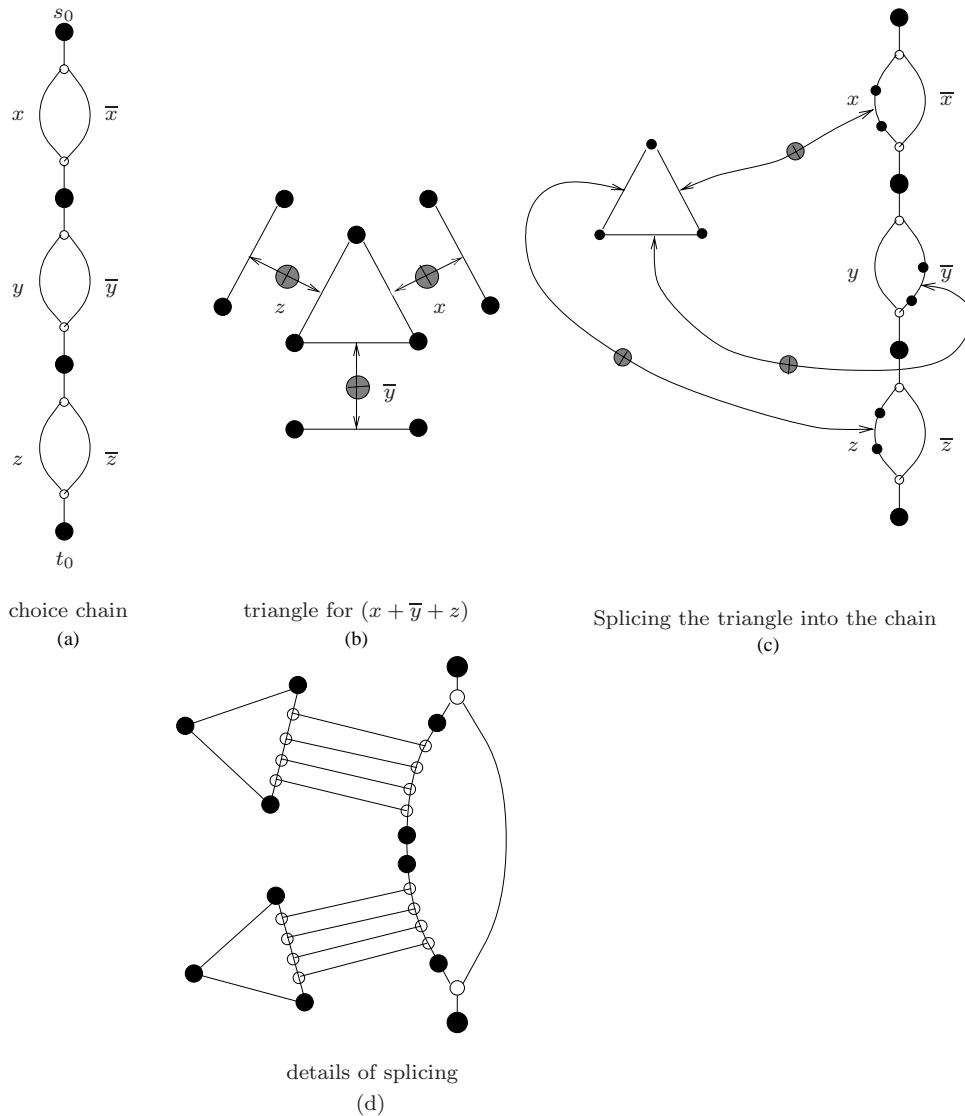 s₀
x x̅
y y̅
z z̅
t₀
choice chain
(a)
z x
y̅
triangle for (x + y̅ + z)
(b)
x x̅
y y̅
z z̅
Splicing the triangle into the chain
(c)
details of splicing
(d)